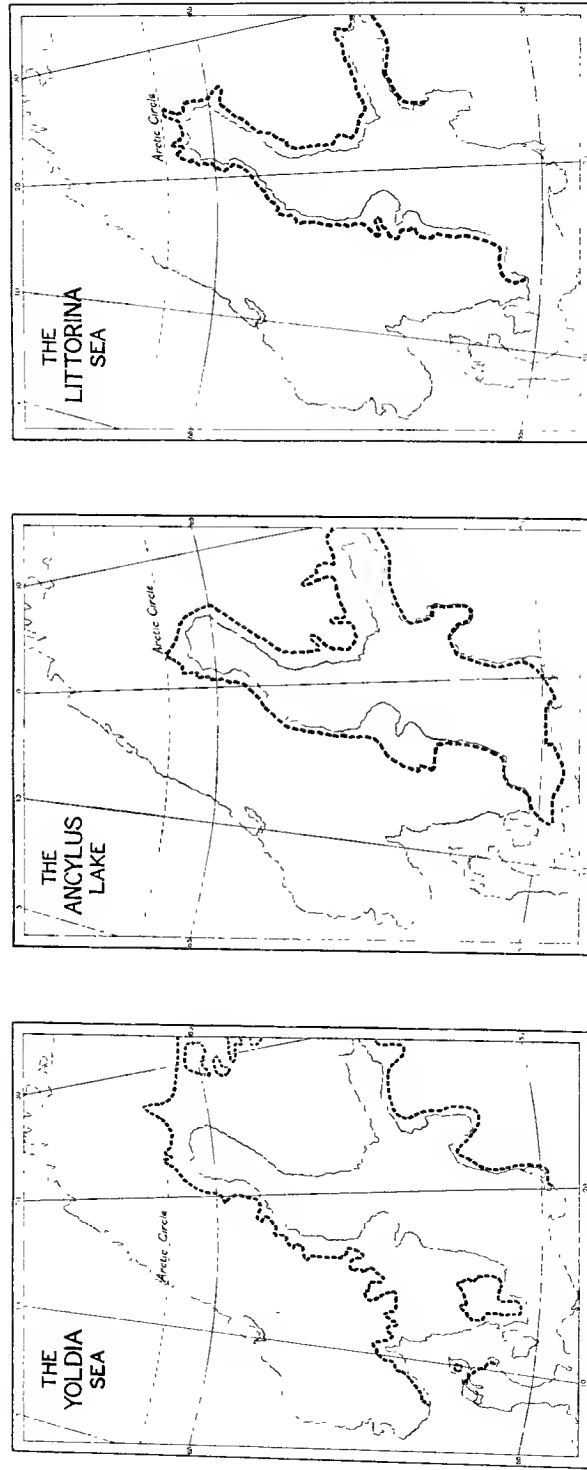 THE
YOLDIA
SEA
Arctic Circle
THE
ANCYLUS
LAKE
Arctic Circle
THE
LITTORINA
SEA
Arctic Circle